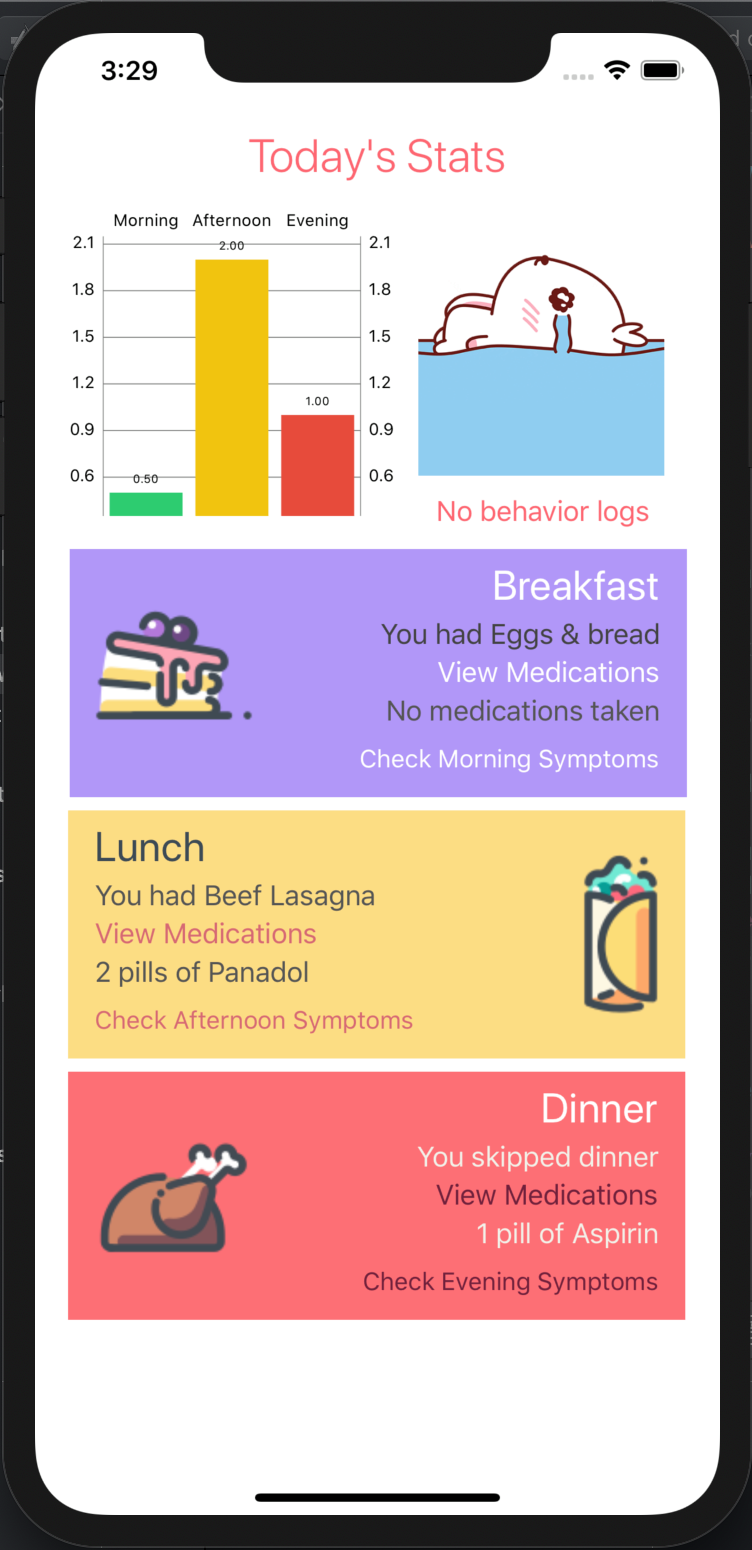 3:29
Today's Stats
Morning Afternoon Evening
2.1 2.00 2.1
1.8 1.8
1.5 1.5
1.2 1.2
1.00
0.9 0.9
0.6 0.50 0.6
No behavior logs
Breakfast
You had Eggs & bread
View Medications
No medications taken
Check Morning Symptoms
Lunch
You had Beef Lasagna
View Medications
2 pills of Panadol
Check Afternoon Symptoms
Dinner
You skipped dinner
View Medications
1 pill of Aspirin
Check Evening Symptoms